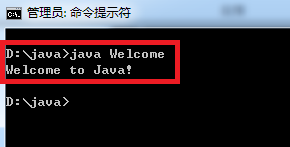 管理员: 命令提示符
D:\java>java Welcome
Welcome to Java!
D:\java>